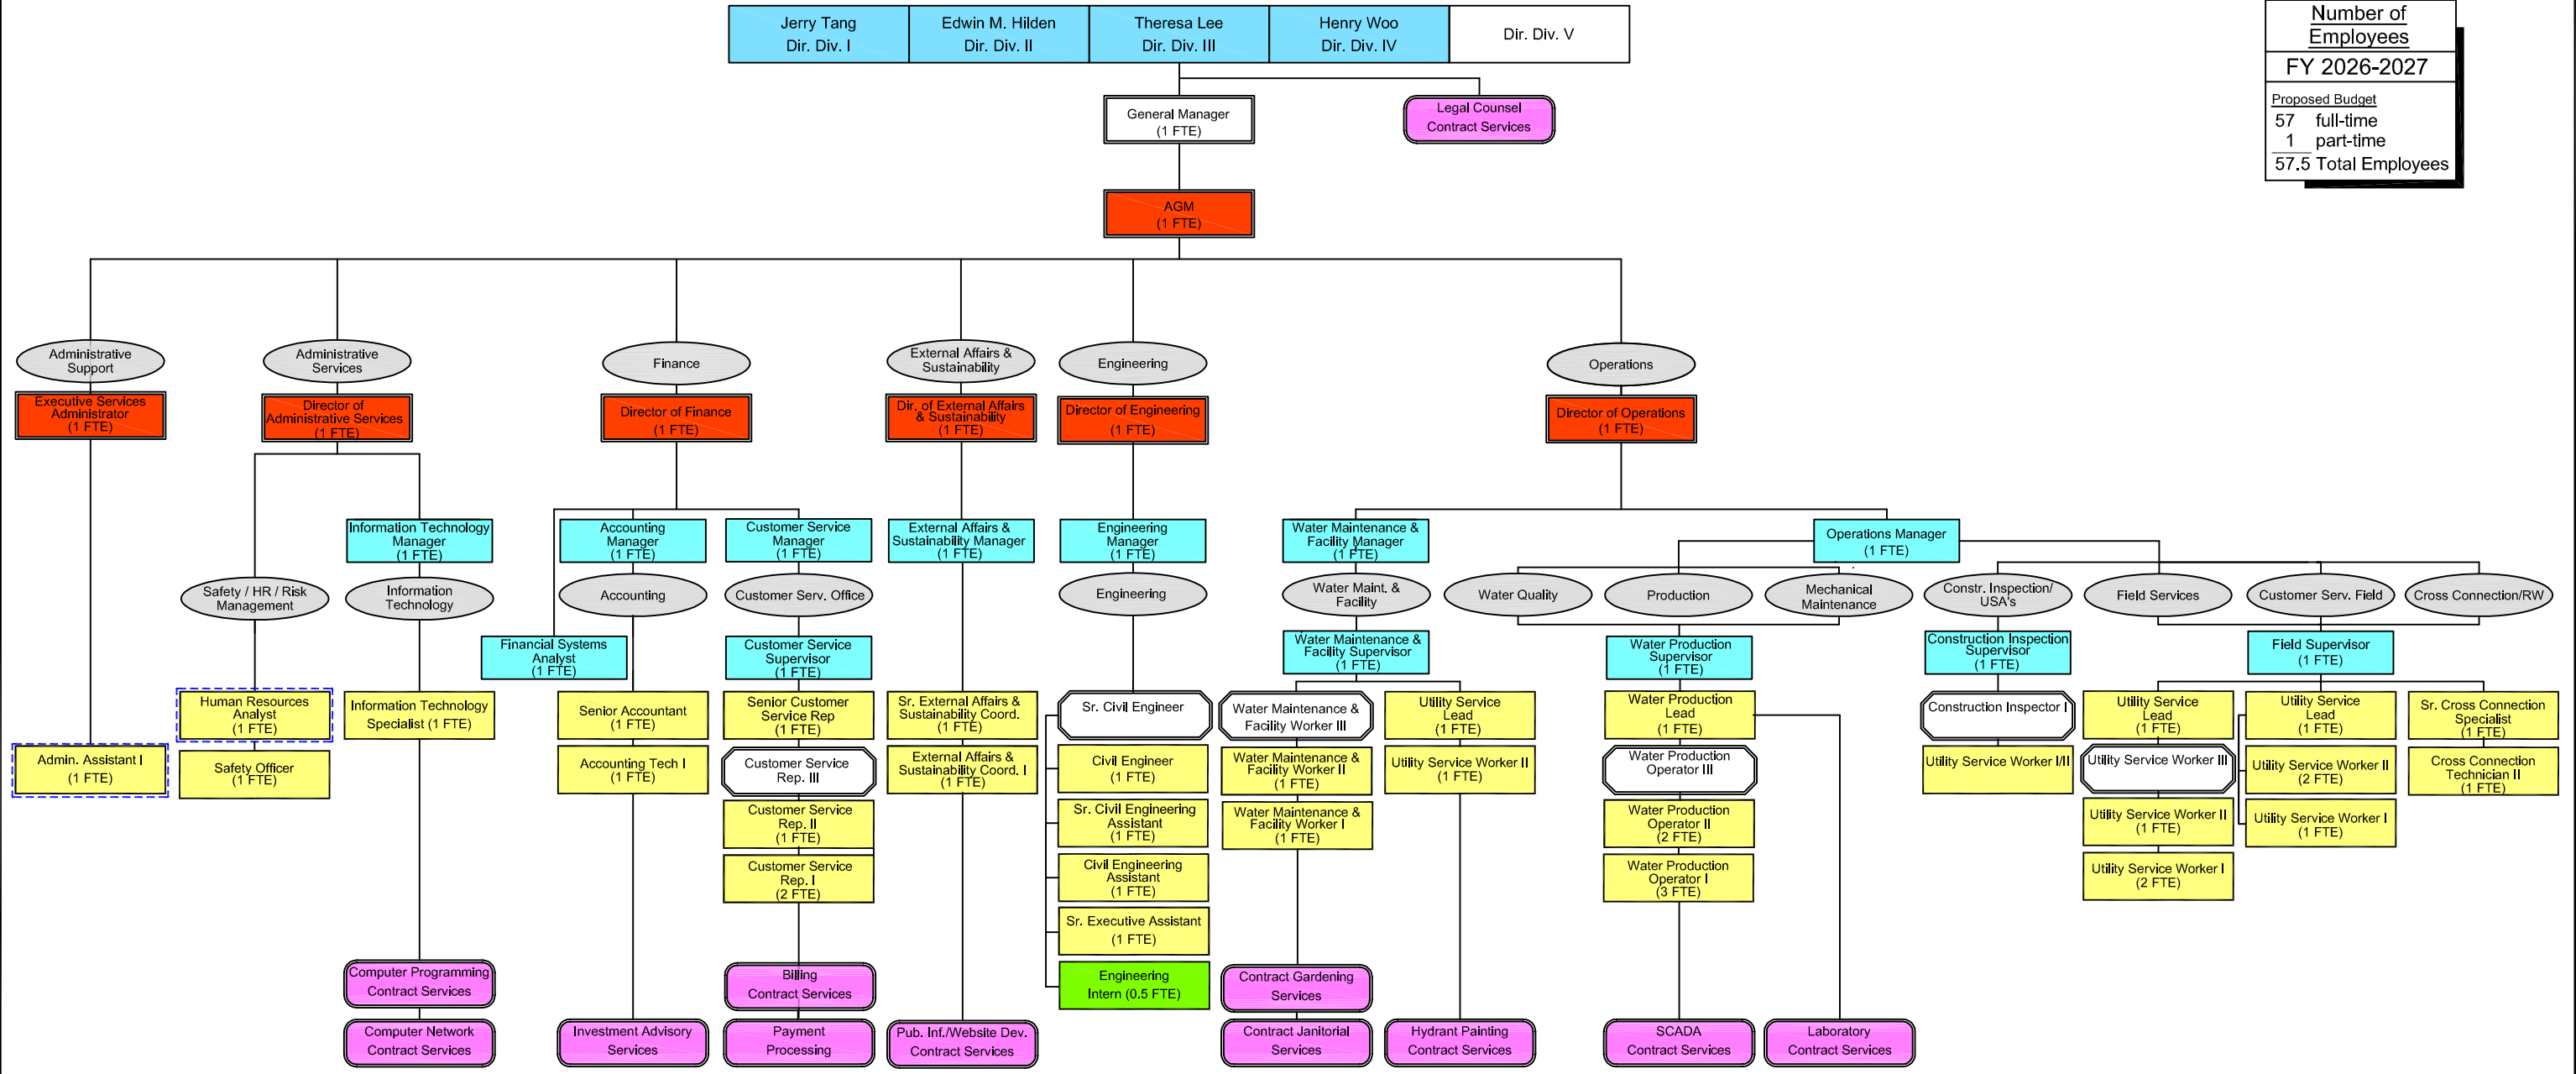 Jerry Tang
Dir. Div. I
Edwin M. Hilden
Dir. Div. II
Theresa Lee
Dir. Div. III
Henry Woo
Dir. Div. IV
Dir. Div. V
Number of
Employees
FY 2026-2027
Proposed Budget
57 full-time
1 part-time
57.5 Total Employees
General Manager
(1 FTE)
Legal Counsel
Contract Services
AGM
(1 FTE)
Administrative
Support
Administrative
Services
Finance
External Affairs &
Sustainability
Engineering
Operations
Executive Services
Administrator
(1 FTE)
Director of
Administrative Services
(1 FTE)
Director of Finance
(1 FTE)
Dir. of External Affairs
& Sustainability
(1 FTE)
Director of Engineering
(1 FTE)
Director of Operations
(1 FTE)
Information Technology
Manager
(1 FTE)
Accounting
Manager
(1 FTE)
Customer Service
Manager
(1 FTE)
External Affairs &
Sustainability Manager
(1 FTE)
Engineering
Manager
(1 FTE)
Water Maintenance &
Facility Manager
(1 FTE)
Operations Manager
(1 FTE)
Safety / HR / Risk
Management
Information
Technology
Accounting
Customer Serv. Office
Engineering
Water Maint. &
Facility
Water Quality
Production
Mechanical
Maintenance
Constr. Inspection/
USA's
Field Services
Customer Serv. Field
Cross Connection/RW
Financial Systems
Analyst
(1 FTE)
Customer Service
Supervisor
(1 FTE)
Water Maintenance &
Facility Supervisor
(1 FTE)
Water Production
Supervisor
(1 FTE)
Construction Inspection
Supervisor
(1 FTE)
Field Supervisor
(1 FTE)
Human Resources
Analyst
(1 FTE)
Information Technology
Specialist (1 FTE)
Senior Accountant
(1 FTE)
Senior Customer
Service Rep
(1 FTE)
Sr. External Affairs &
Sustainability Coord.
(1 FTE)
Sr. Civil Engineer
Water Maintenance &
Facility Worker III
Utility Service
Lead
(1 FTE)
Water Production
Lead
(1 FTE)
Construction Inspector I
Utility Service
Lead
(1 FTE)
Utility Service
Lead
(1 FTE)
Sr. Cross Connection
Specialist
(1 FTE)
Admin. Assistant I
(1 FTE)
Safety Officer
(1 FTE)
Accounting Tech I
(1 FTE)
Customer Service
Rep. III
External Affairs &
Sustainability Coord. I
(1 FTE)
Civil Engineer
(1 FTE)
Water Maintenance &
Facility Worker II
(1 FTE)
Utility Service Worker II
(1 FTE)
Water Production
Operator III
Utility Service Worker I/II
Utility Service Worker III
Utility Service Worker II
(2 FTE)
Cross Connection
Technician II
(1 FTE)
Customer Service
Rep. II
(1 FTE)
Sr. Civil Engineering
Assistant
(1 FTE)
Water Maintenance &
Facility Worker I
(1 FTE)
Water Production
Operator II
(2 FTE)
Utility Service Worker II
(1 FTE)
Utility Service Worker I
(1 FTE)
Customer Service
Rep. I
(2 FTE)
Civil Engineering
Assistant
(1 FTE)
Water Production
Operator I
(3 FTE)
Utility Service Worker I
(2 FTE)
Sr. Executive Assistant
(1 FTE)
Computer Programming
Contract Services
Billing
Contract Services
Engineering
Intern (0.5 FTE)
Contract Gardening
Services
Computer Network
Contract Services
Investment Advisory
Services
Payment
Processing
Pub. Inf./Website Dev.
Contract Services
Contract Janitorial
Services
Hydrant Painting
Contract Services
SCADA
Contract Services
Laboratory
Contract Services